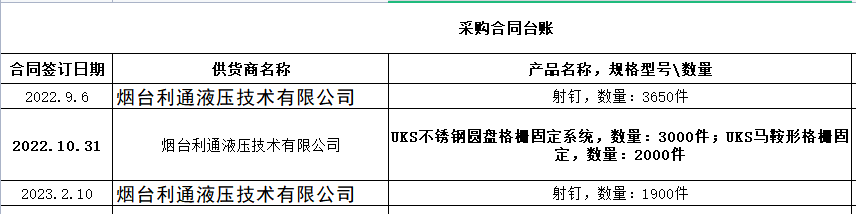 采购合同台账
合同签订日期 供货商名称 产品名称，规格型号\数量
2022.9.6 烟台利通液压技术有限公司 射钉，数量：3650件
2022.10.31 烟台利通液压技术有限公司 UKS不锈钢圆盘格栅固定系统，数量：3000件；UKS马鞍形格栅固
定，数量：2000件
2023.2.10 烟台利通液压技术有限公司 射钉，数量：1900件